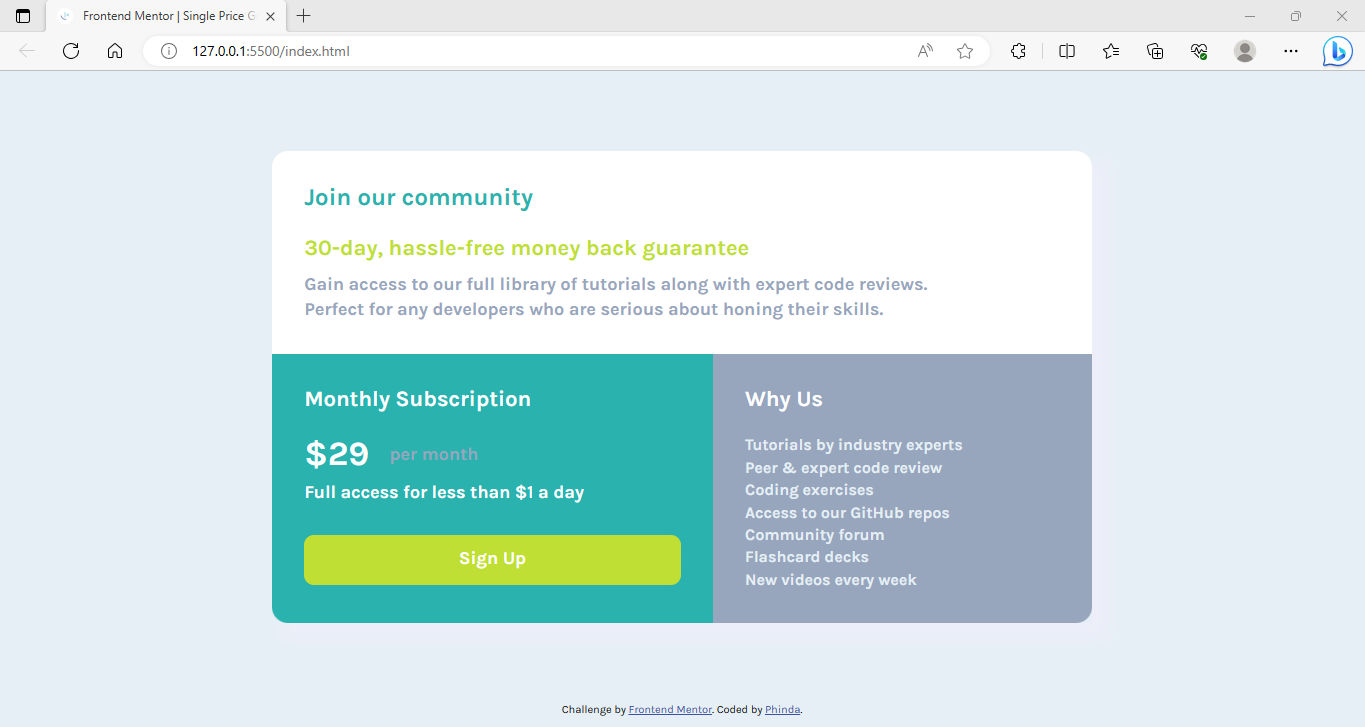 Frontend Mentor | Single Price G
127.0.0.1:5500/index.html
Join our community
30-day, hassle-free money back guarantee
Gain access to our full library of tutorials along with expert code reviews.
Perfect for any developers who are serious about honing their skills.
Monthly Subscription
$29 per month
Full access for less than $1 a day
Sign Up
Why Us
Tutorials by industry experts
Peer & expert code review
Coding exercises
Access to our GitHub repos
Community forum
Flashcard decks
New videos every week
Challenge by Frontend Mentor. Coded by Phinda.